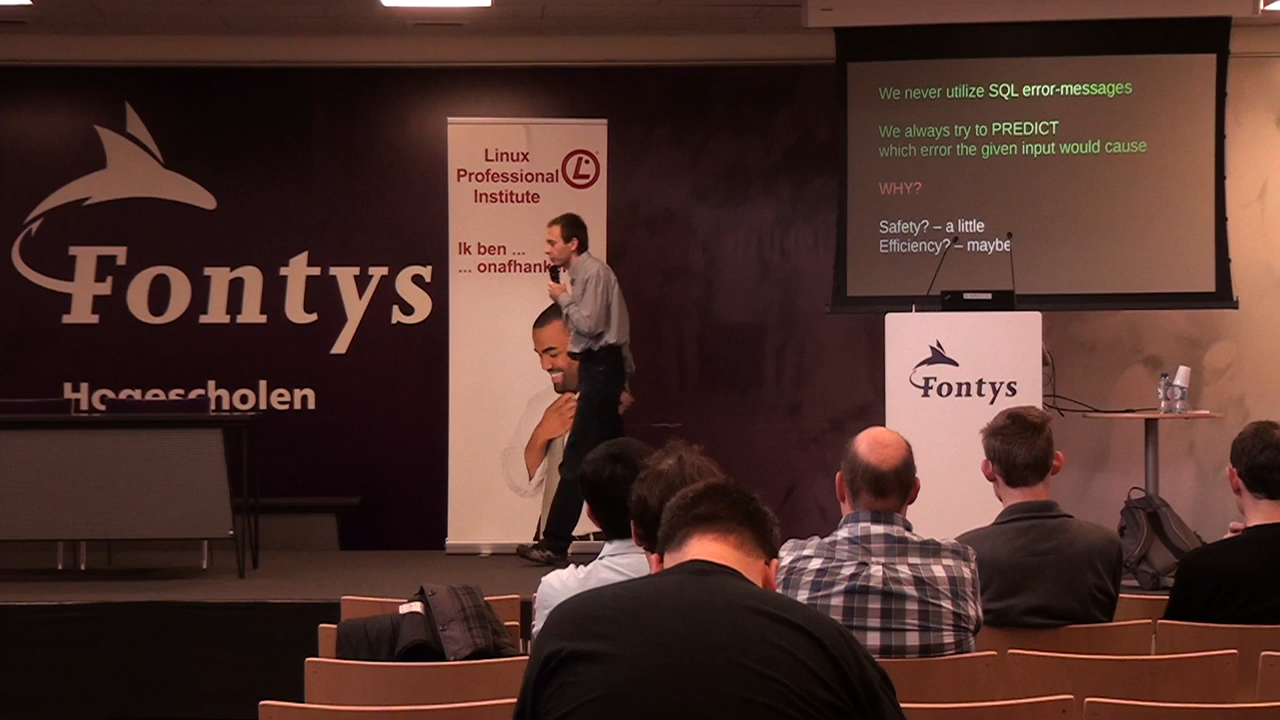 Fontys
Hogescholen
Linux
Professional
Institute
Ik ben ...
... onafhank
We never utilize SQL error-messages
We always try to PREDICT
which error the given input would cause
WHY?
Safety? – a little
Efficiency? – maybe
Fontys